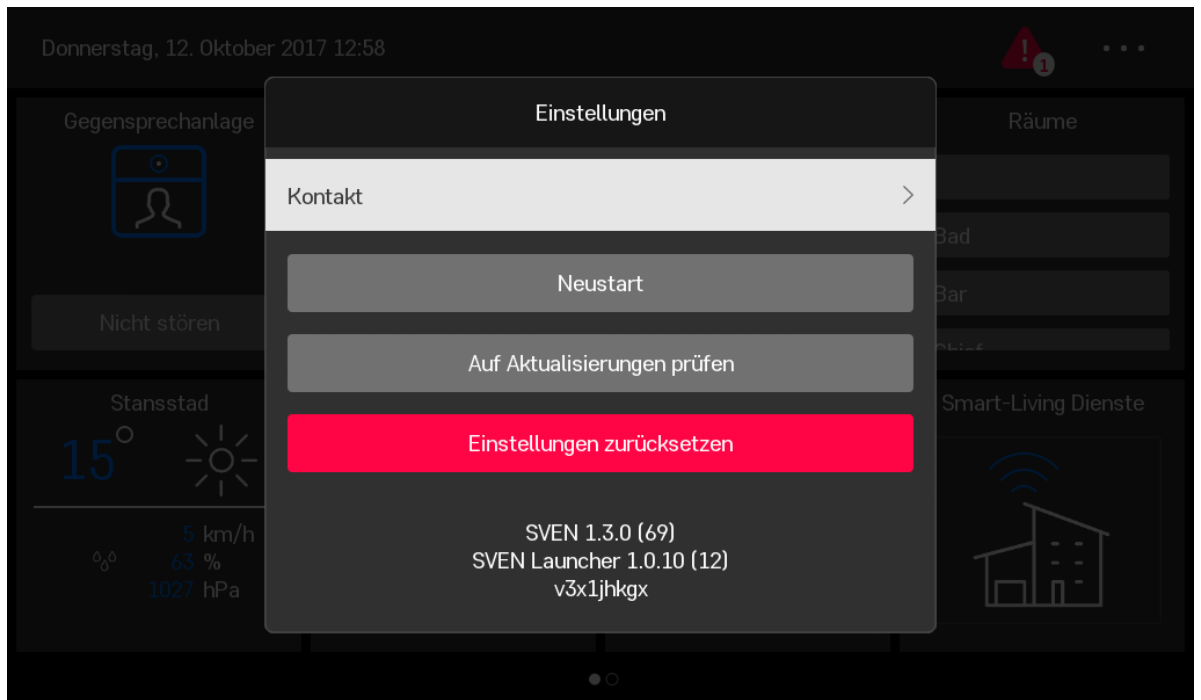 Donnerstag, 12. Oktober 2017 12:58
1
Gegensprechanlage
Nicht stören
Räume
Bad
Bar
Chief
Stansstad
15°
5 km/h
63 %
1027 hPa
Smart-Living Dienste
Einstellungen
Kontakt
Neustart
Auf Aktualisierungen prüfen
Einstellungen zurücksetzen
SVEN 1.3.0 (69)
SVEN Launcher 1.0.10 (12)
v3x1jhkgx